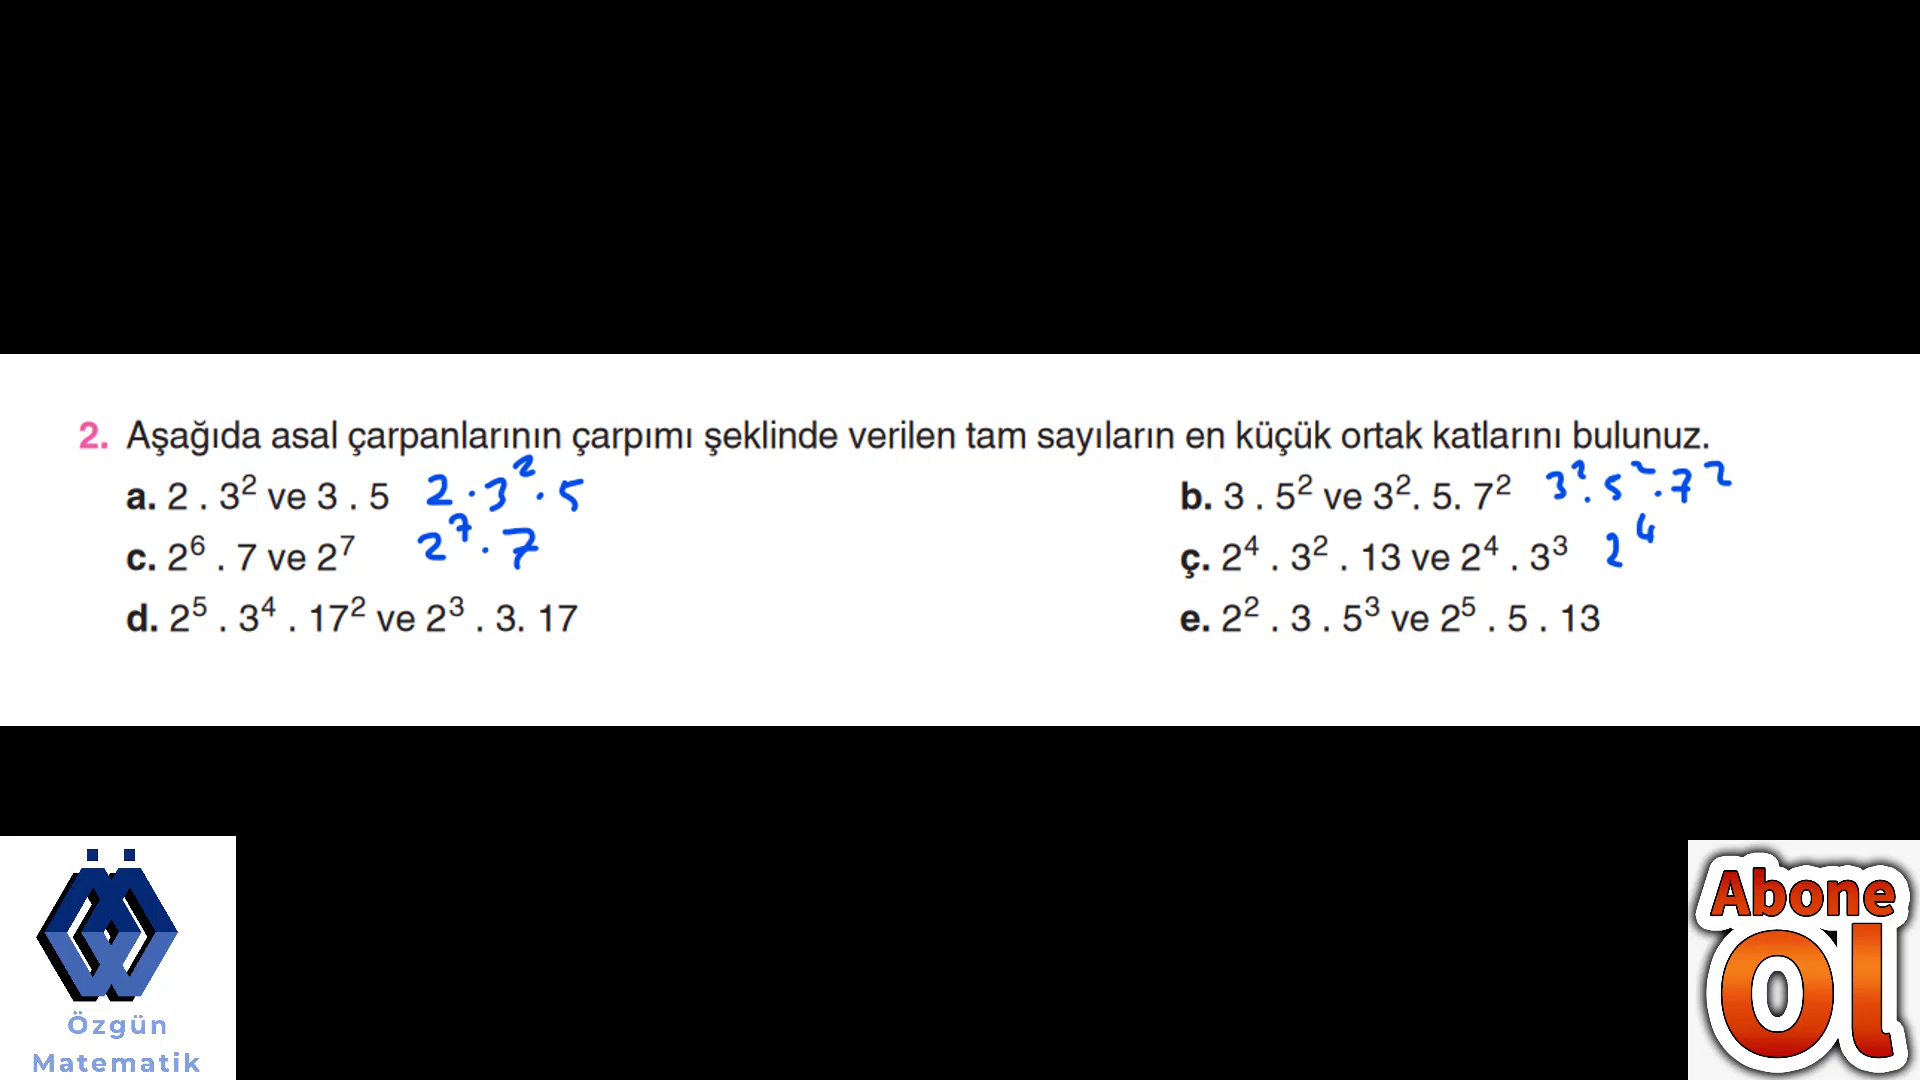 2. Aşağıda asal çarpanlarının çarpımı şeklinde verilen tam sayıların en küçük ortak katlarını bulunuz.
a. 2 . 3² ve 3 . 5 2 . 3² . 5
b. 3 . 5² ve 3². 5. 7² 3² . 5² . 7²
c. 2⁶ . 7 ve 2⁷ 2⁷ . 7
ç. 2⁴ . 3² . 13 ve 2⁴ . 3³ 2⁴
d. 2⁵ . 3⁴ . 17² ve 2³ . 3. 17
e. 2² . 3 . 5³ ve 2⁵ . 5 . 13
Özgün
Matematik
Abone
Ol